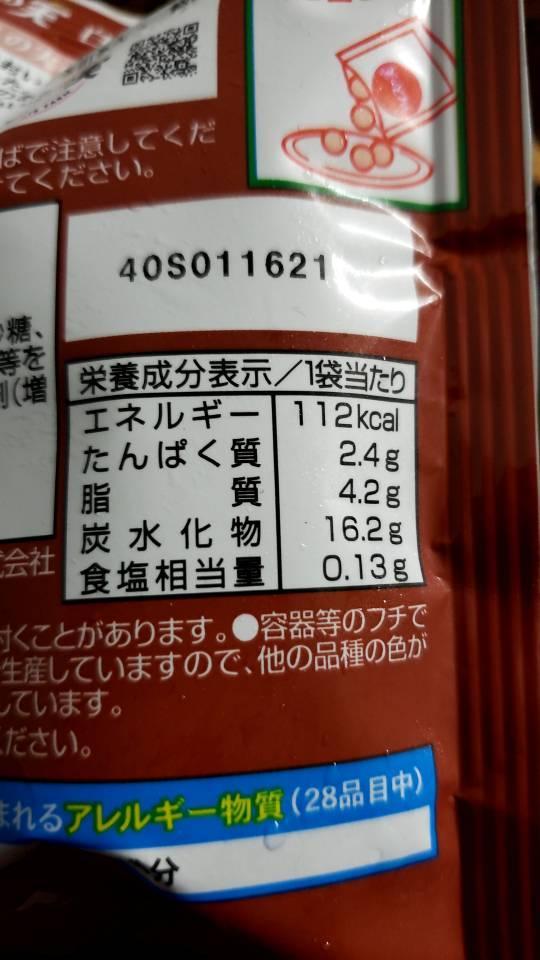 ばで注意してくだ
てください。
40S011621
糖、
等を
剤(増
栄養成分表示/1袋当たり
エネルギー 112kcal
たんぱく質 2.4g
脂質 4.2g
炭水化物 16.2g
食塩相当量 0.13g
式会社
付くことがあります。●容器等のフチで
生産していますので、他の品種の色が
しています。
ださい。
まれるアレルギー物質(28品目中)
分